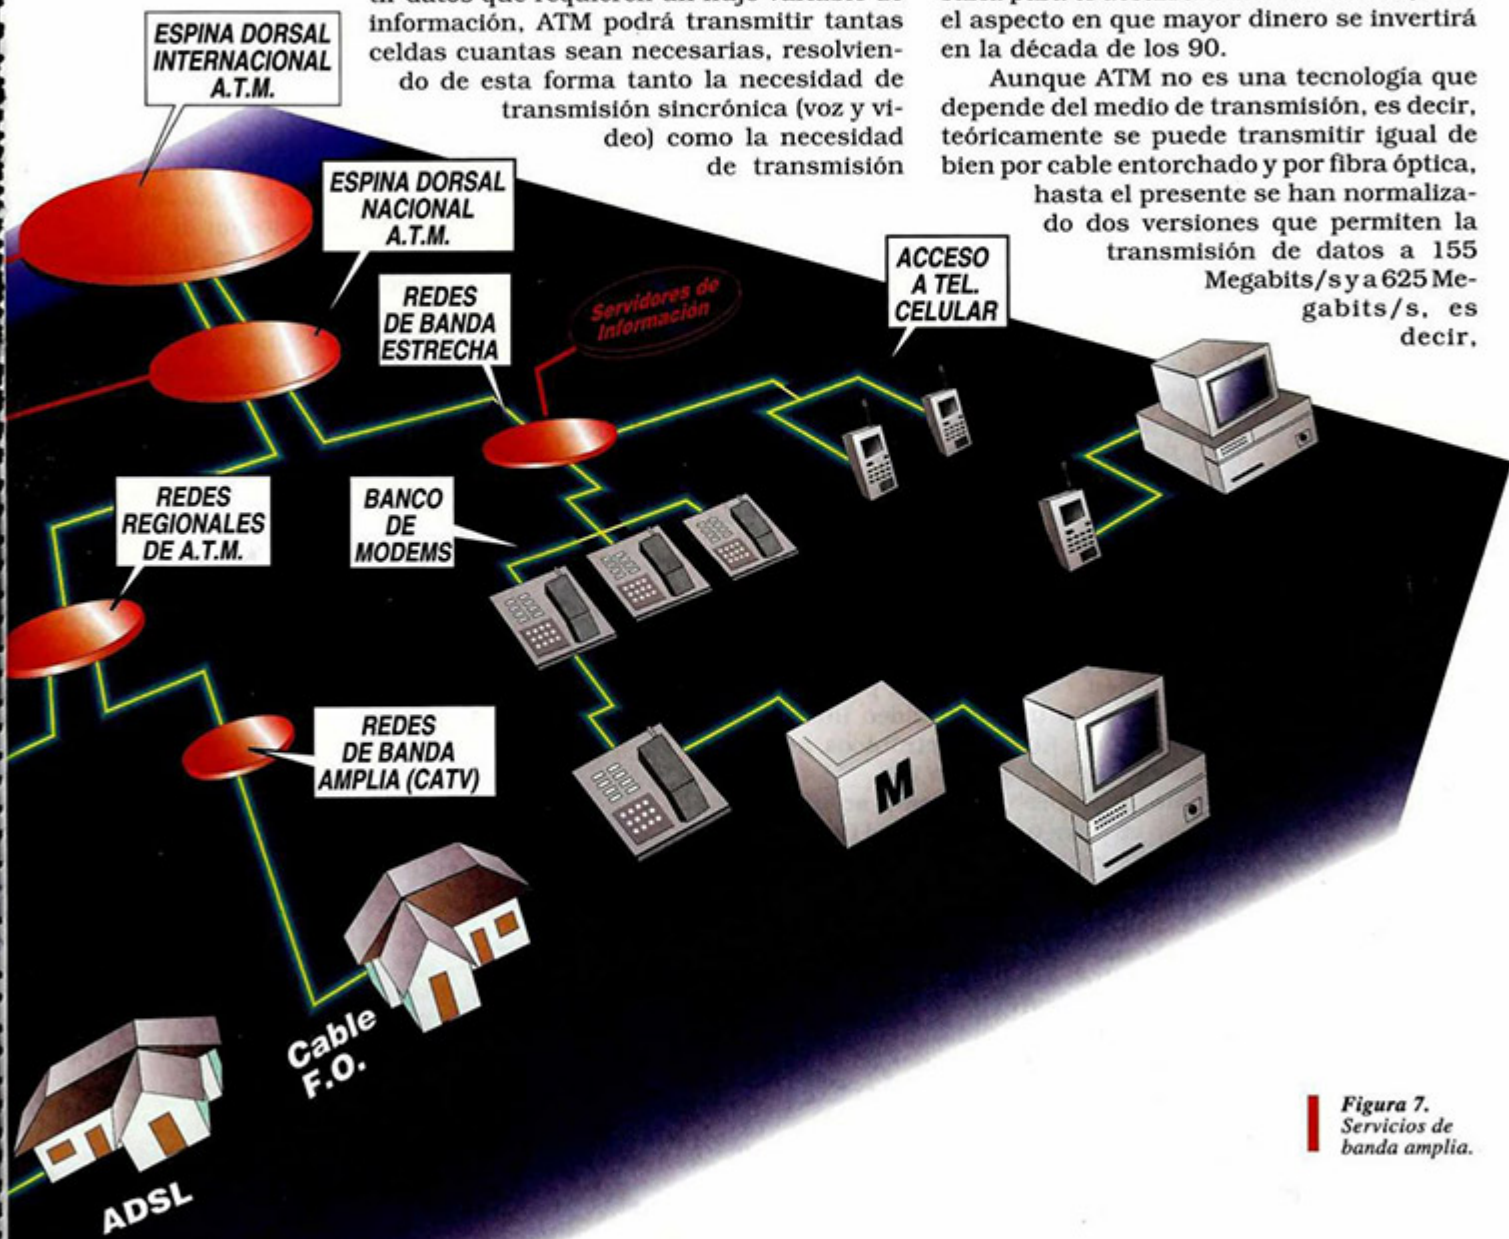 información, ATM podrá transmitir tantas
celdas cuantas sean necesarias, resolvien-
do de esta forma tanto la necesidad de
transmisión sincrónica (voz y vi-
deo) como la necesidad
de transmisión
el aspecto en que mayor dinero se invertirá
en la década de los 90.
Aunque ATM no es una tecnología que
depende del medio de transmisión, es decir,
teóricamente se puede transmitir igual de
bien por cable entorchado y por fibra óptica,
hasta el presente se han normaliza-
do dos versiones que permiten la
transmisión de datos a 155
Megabits/s y a 625 Me-
gabits/s, es
decir,
ESPINA DORSAL
INTERNACIONAL
A.T.M.
ESPINA DORSAL
NACIONAL
A.T.M.
REDES
DE BANDA
ESTRECHA
Servidores de
Información
ACCESO
A TEL.
CELULAR
REDES
REGIONALES
DE A.T.M.
BANCO
DE
MODEMS
REDES
DE BANDA
AMPLIA (CATV)
M
Cable
F.O.
ADSL
Figura 7.
Servicios de
banda amplia.